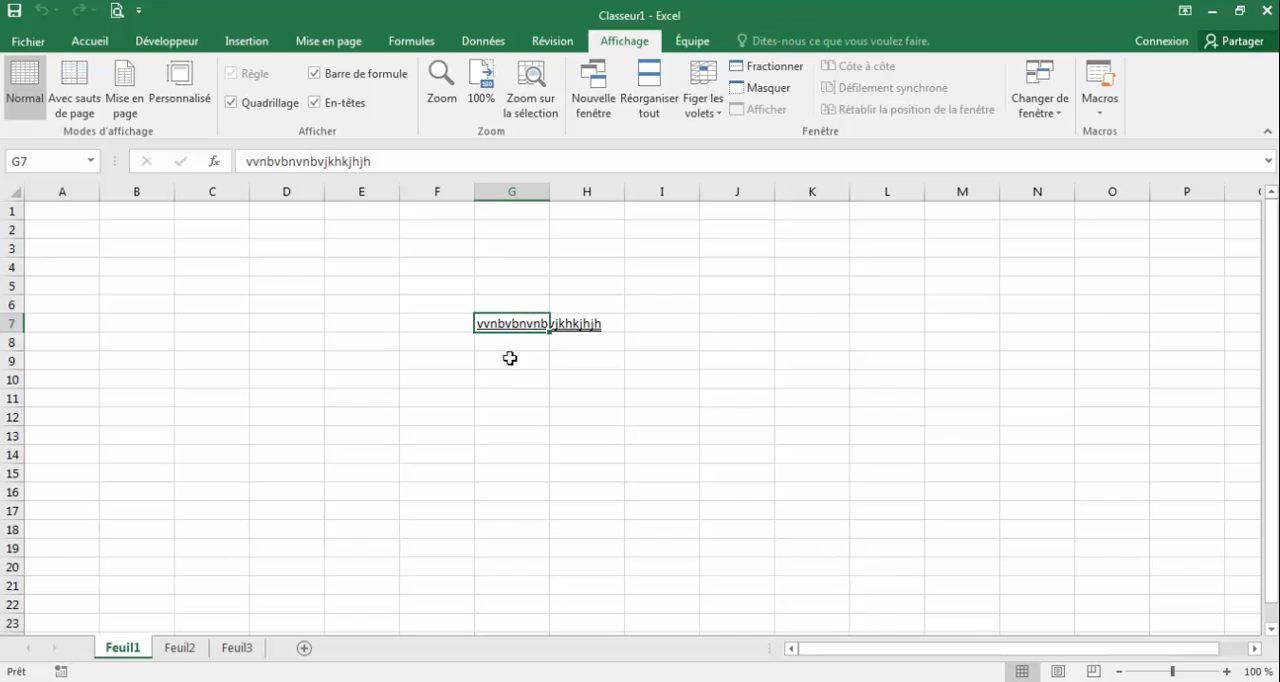 Classeur1 - Excel
Fichier Accueil Développeur Insertion Mise en page Formules Données Révision Affichage Équipe Dites-nous ce que vous voulez faire. Connexion Partager
Normal Avec sauts de page Mise en page Personnalisé
Modes d'affichage
Règle Barre de formule
Quadrillage En-têtes
Afficher
Zoom 100% Zoom sur la sélection
Zoom
Nouvelle fenêtre Réorganiser tout Figer les volets
Fractionner
Masquer
Afficher
Côte à côte
Défilement synchrone
Rétablir la position de la fenêtre
Changer de fenêtre
Fenêtre
Macros
Macros
G7 fx vvnbvbnvnbvjkhkjhjh
A B C D E F G H I J K L M N O P
1
2
3
4
5
6
7 vvnbvbnvnbvjkhkjhjh
8
9
10
11
12
13
14
15
16
17
18
19
20
21
22
23
Feuil1 Feuil2 Feuil3
Prêt 100 %